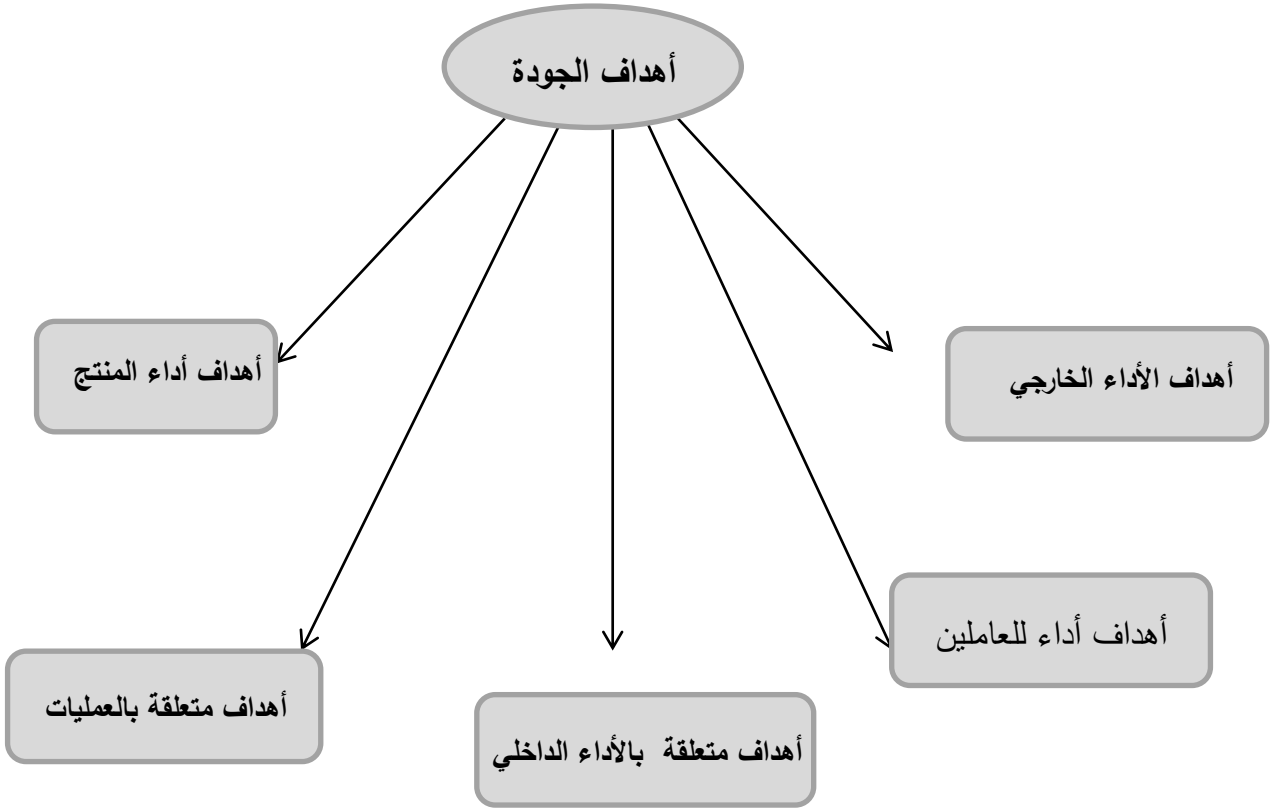 أهداف الجودة
أهداف الأداء الخارجي
أهداف أداء المنتج
أهداف أداء للعاملين
أهداف متعلقة بالعمليات
أهداف متعلقة بالأداء الداخلي